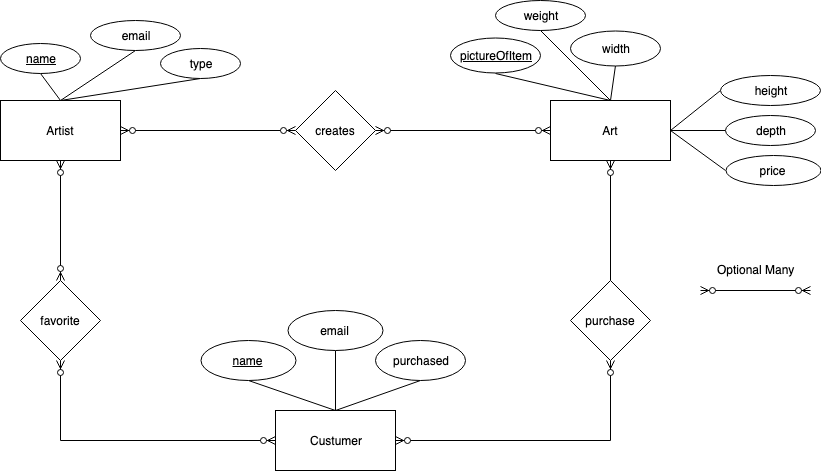 weight
email
width
name
type
pictureOfItem
height
Artist
creates
Art
depth
price
Optional Many
favorite
purchase
email
name
purchased
Custumer